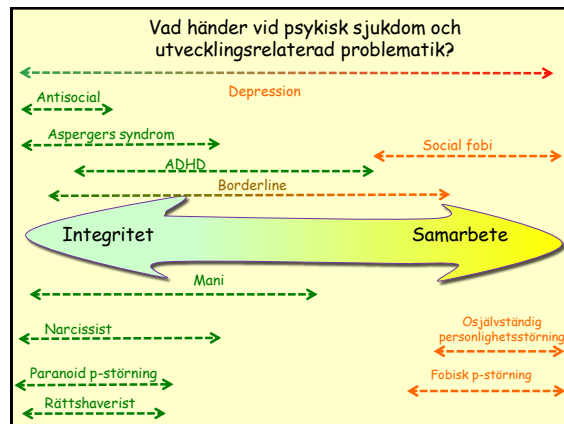 Vad händer vid psykisk sjukdom och
utvecklingsrelaterad problematik?
Depression
Antisocial
Aspergers syndrom
Social fobi
ADHD
Borderline
Integritet
Samarbete
Mani
Narcissist
Osjälvständig
personlighetsstörning
Paranoid p-störning
Fobisk p-störning
Rättshaverist